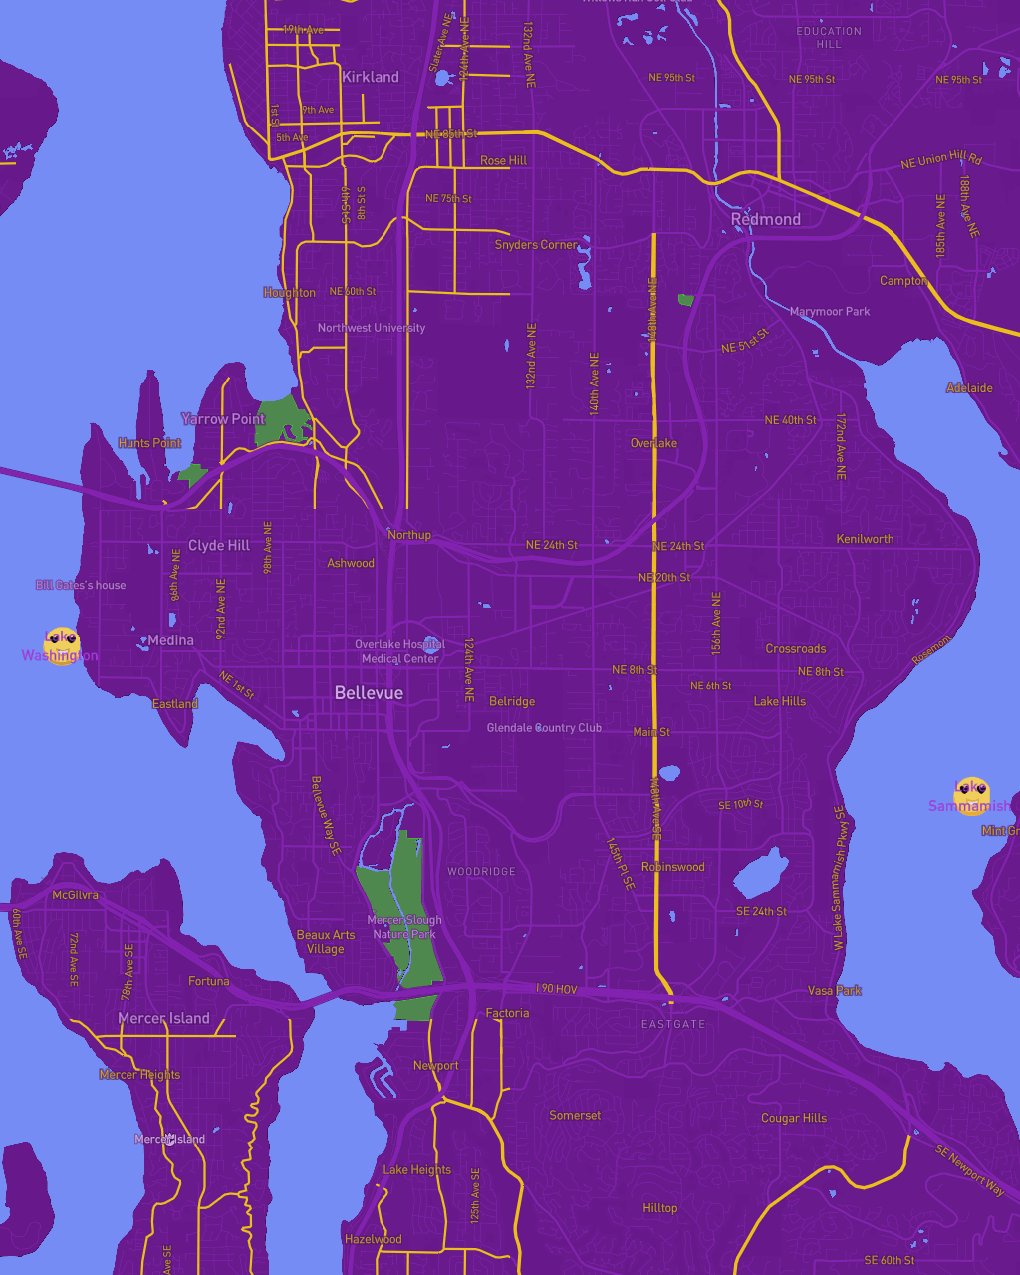 19th Ave
Slater Ave NE
124th Ave NE
132nd Ave NE
EDUCATION
HILL
Kirkland
NE 95th St
NE 95th St
NE 95th St
1st St
9th Ave
5th Ave
NE 85th St
Rose Hill
NE Union Hill Rd
6th St S
8th St S
NE 75th St
188th Ave NE
185th Ave NE
Redmond
Snyders Corner
Houghton
NE 60th St
148th Ave NE
Campton
Northwest University
Marymoor Park
132nd Ave NE
140th Ave NE
NE 51st St
Adelaide
Yarrow Point
Hunts Point
Overlake
NE 40th St
172nd Ave NE
Northup
Clyde Hill
98th Ave NE
NE 24th St
NE 24th St
Kenilworth
Ashwood
86th Ave NE
Bill Gates's house
92nd Ave NE
NE 20th St
156th Ave NE
Lake
Washington
Medina
Overlake Hospital
Medical Center
124th Ave NE
Crossroads
Rosemont
NE 8th St
NE 8th St
NE 1st St
Bellevue
NE 6th St
Eastland
Belridge
Lake Hills
Glendale Country Club
Main St
Lake
Sammamish
Bellevue Way SE
148th Ave SE
SE 10th St
W Lake Sammamish Pkwy SE
145th Pl SE
Robinswood
WOODRIDGE
McGilvra
60th Ave SE
Mercer Slough
Nature Park
SE 24th St
72nd Ave SE
78th Ave SE
Beaux Arts
Village
Fortuna
I 90 HOV
Vasa Park
Mercer Island
Factoria
EASTGATE
Mercer Heights
Newport
Somerset
Cougar Hills
Mercer Island
Lake Heights
125th Ave SE
SE Newport Way
Hilltop
Hazelwood
Ave SE
SE 60th St